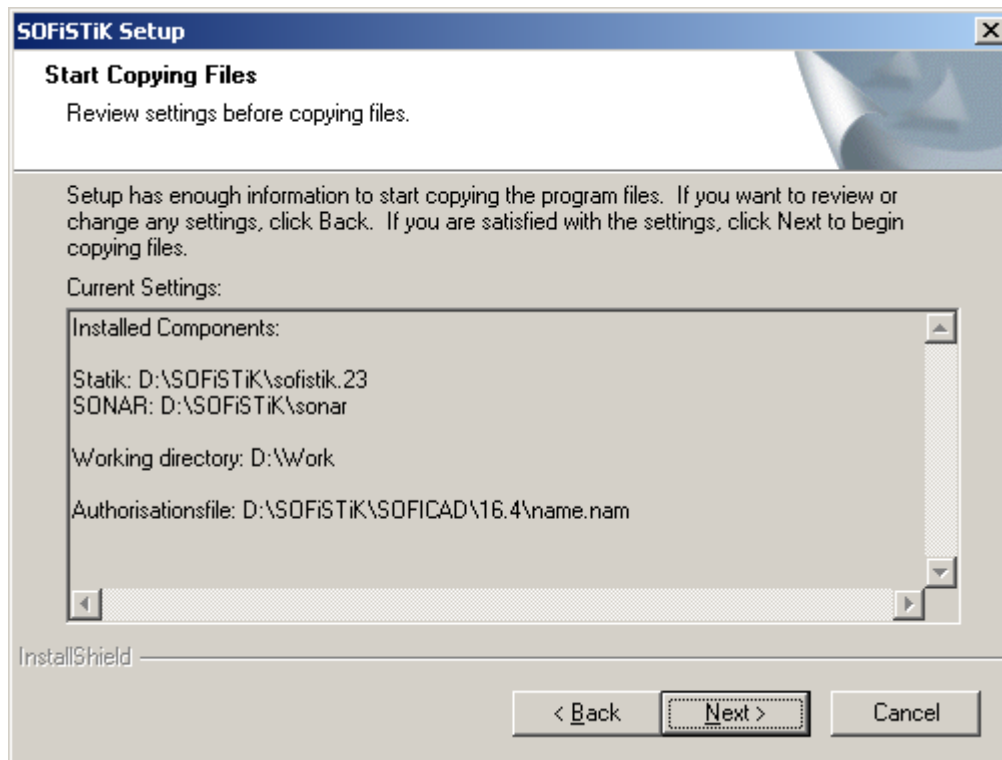 SOFiSTiK Setup
Start Copying Files
Review settings before copying files.
Setup has enough information to start copying the program files.  If you want to review or
change any settings, click Back.  If you are satisfied with the settings, click Next to begin
copying files.
Current Settings:
Installed Components:
Statik: D:\SOFiSTiK\sofistik.23
SONAR: D:\SOFiSTiK\sonar
Working directory: D:\Work
Authorisationsfile: D:\SOFiSTiK\SOFICAD\16.4\name.nam
InstallShield
< Back
Next >
Cancel